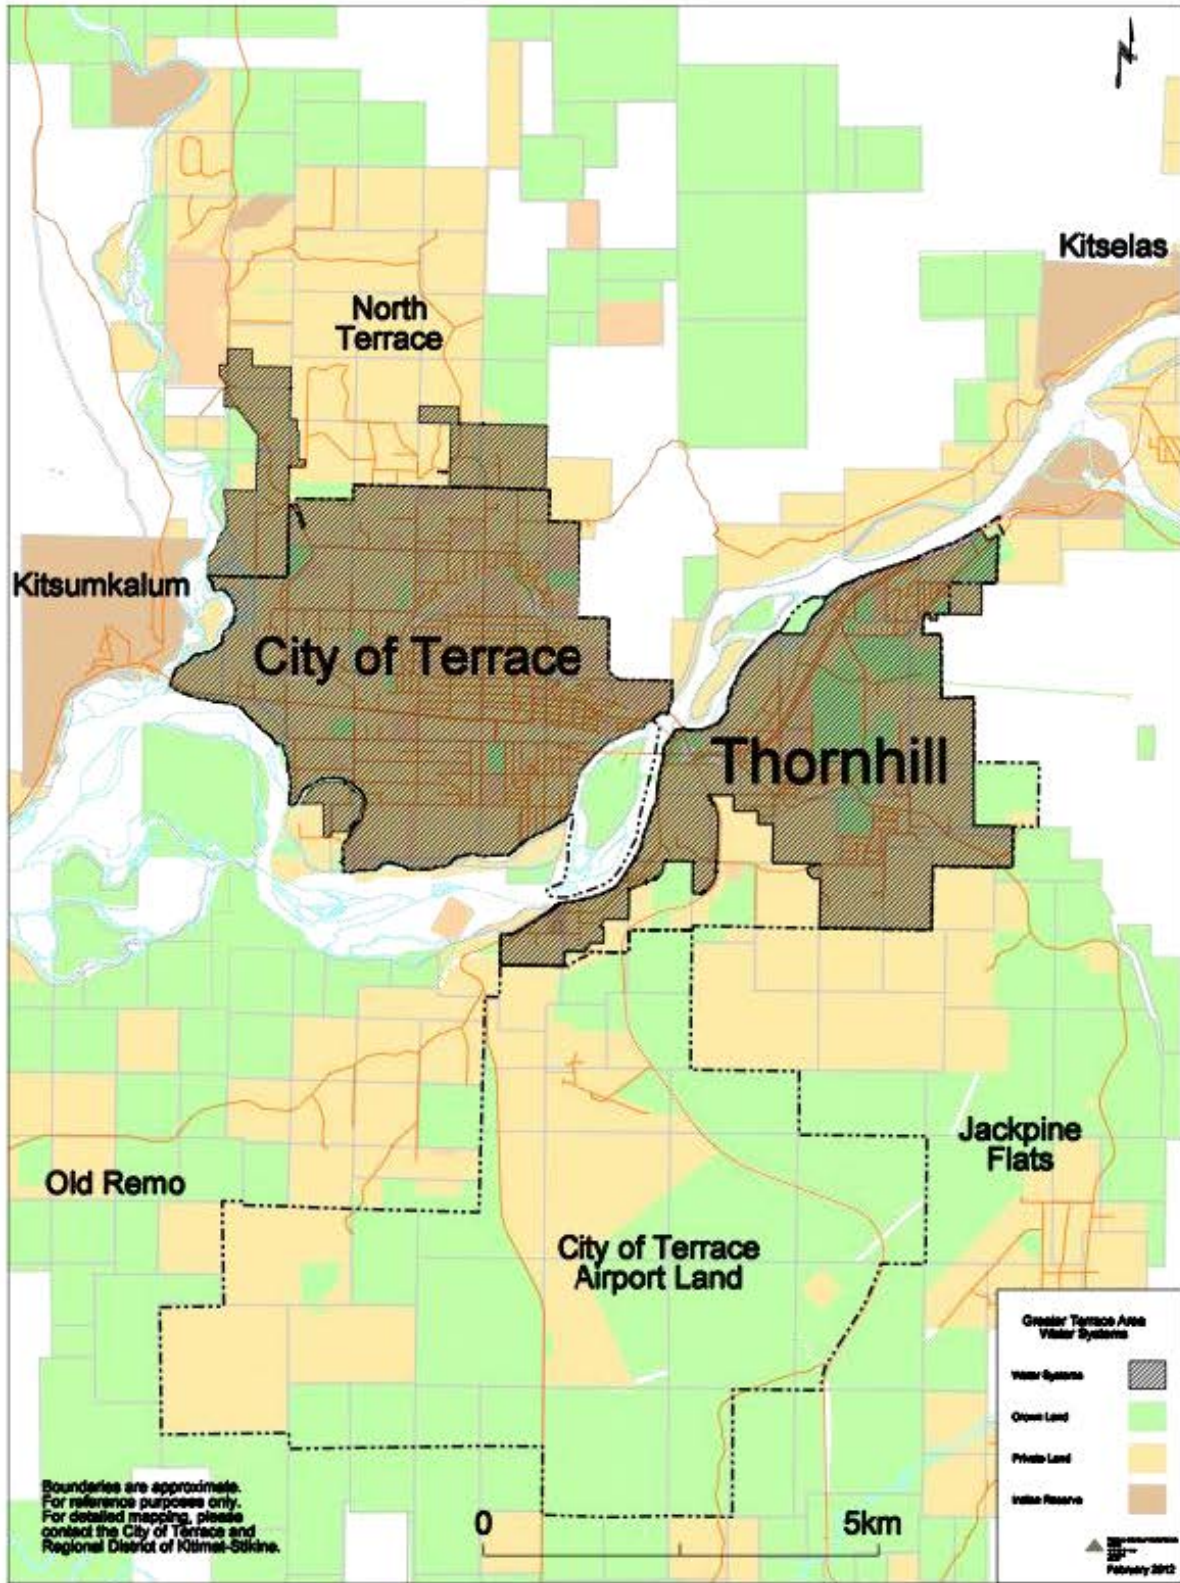 Kitselas
North
Terrace
Kitsumkalum
City of Terrace
Thornhill
Jackpine
Flats
Old Remo
City of Terrace
Airport Land
Greater Terrace Area
Water Systems
Water Systems
Crown Land
Private Land
Indian Reserve
Boundaries are approximate.
For reference purposes only.
For detailed mapping, please
contact the City of Terrace and
Regional District of Kitimat-Stikine.
0 5km
February 2012